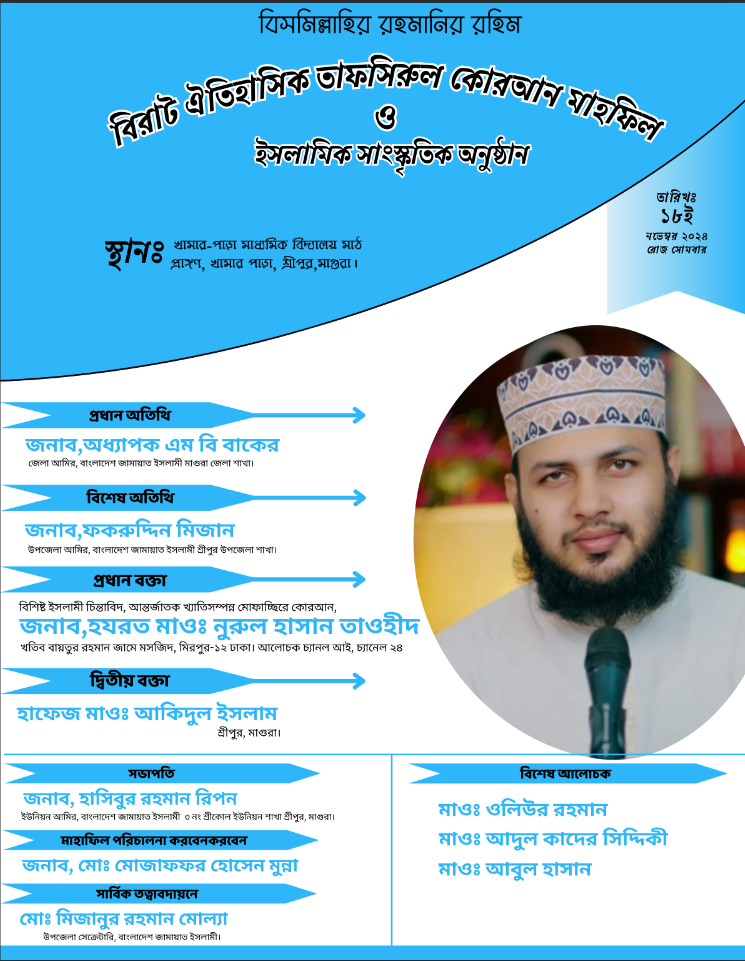 বিসমিল্লাহির রহমানির রহিম
বিরাট ঐতিহাসিক তাফসিরুল কোরআন মাহফিল
ও
ইসলামিক সাংস্কৃতিক অনুষ্ঠান
তারিখঃ
১৮ই
নভেম্বর ২০২৪
রোজ সোমবার
স্থানঃ খামার-পাড়া মাধ্যমিক বিদ্যালয় মাঠ
প্রাঙ্গণ, খামার পাড়া, শ্রীপুর,মাগুরা।
প্রধান অতিথি
জনাব,অধ্যাপক এম বি বাকের
জেলা আমির, বাংলাদেশ জামায়াত ইসলামী মাগুরা জেলা শাখা।
বিশেষ অতিথি
জনাব,ফকরুদ্দিন মিজান
উপজেলা আমির, বাংলাদেশ জামায়াত ইসলামী শ্রীপুর উপজেলা শাখা।
প্রধান বক্তা
বিশিষ্ট ইসলামী চিন্তাবিদ, আন্তর্জাতক খ্যাতিসম্পন্ন মোফাচ্ছিরে কোরআন,
জনাব,হযরত মাওঃ নুরুল হাসান তাওহীদ
খতিব বায়তুর রহমান জামে মসজিদ, মিরপুর-১২ ঢাকা। আলোচক চ্যানল আই, চ্যানেল ২৪
দ্বিতীয় বক্তা
হাফেজ মাওঃ আকিদুল ইসলাম
শ্রীপুর, মাগুরা।
সভাপতি
জনাব, হাসিবুর রহমান রিপন
ইউনিয়ন আমির, বাংলাদেশ জামায়াত ইসলামী ৩ নং শ্রীকোল ইউনিয়ন শাখা শ্রীপুর, মাগুরা।
মাহাফিল পরিচালনা করবেনকরবেন
জনাব, মোঃ মোজাফফর হোসেন মুন্না
সার্বিক তত্বাবদায়নে
মোঃ মিজানুর রহমান মোল্যা
উপজেলা সেক্রেটারি, বাংলাদেশ জামায়াত ইসলামী।
বিশেষ আলোচক
মাওঃ ওলিউর রহমান
মাওঃ আদুল কাদের সিদ্দিকী
মাওঃ আবুল হাসান